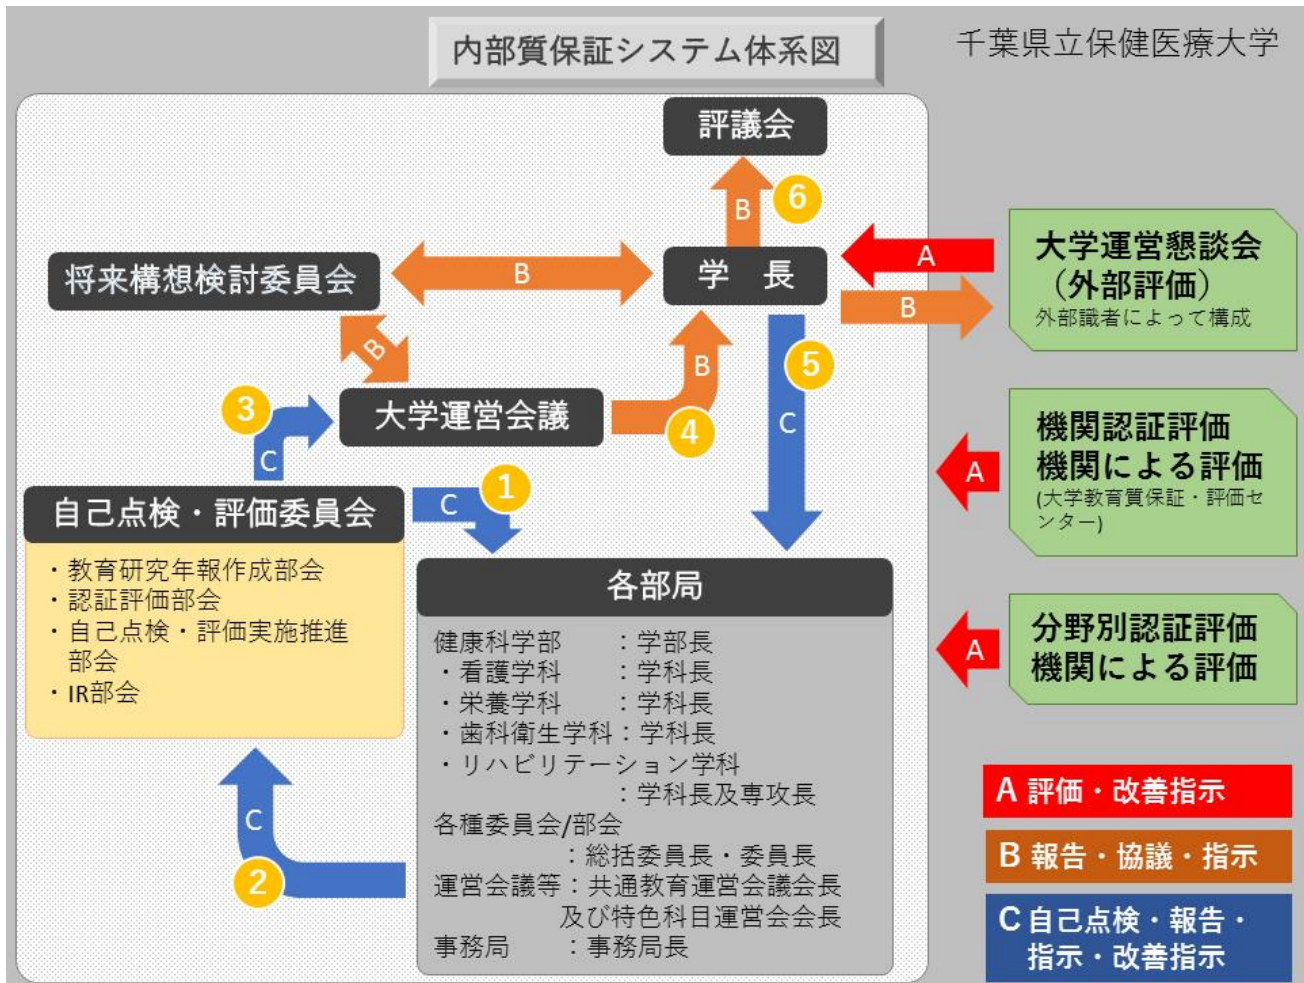 内部質保証システム体系図
千葉県立保健医療大学
評議会
B
6
将来構想検討委員会
B
学　長
A
B
大学運営懇談会
（外部評価）
外部識者によって構成
B
3
C
大学運営会議
B
4
5
C
A
機関認証評価
機関による評価
(大学教育質保証・評価セ
ンター)
自己点検・評価委員会
・教育研究年報作成部会
・認証評価部会
・自己点検・評価実施推進
部会
・IR部会
C
1
各部局
健康科学部　　：学部長
・看護学科　　：学科長
・栄養学科　　：学科長
・歯科衛生学科：学科長
・リハビリテーション学科
：学科長及専攻長
各種委員会/部会
：総括委員長・委員長
運営会議等：共通教育運営会議会長
及び特色科目運営会会長
事務局　　：事務局長
C
2
A
分野別認証評価
機関による評価
A 評価・改善指示
B 報告・協議・指示
C 自己点検・報告・
指示・改善指示